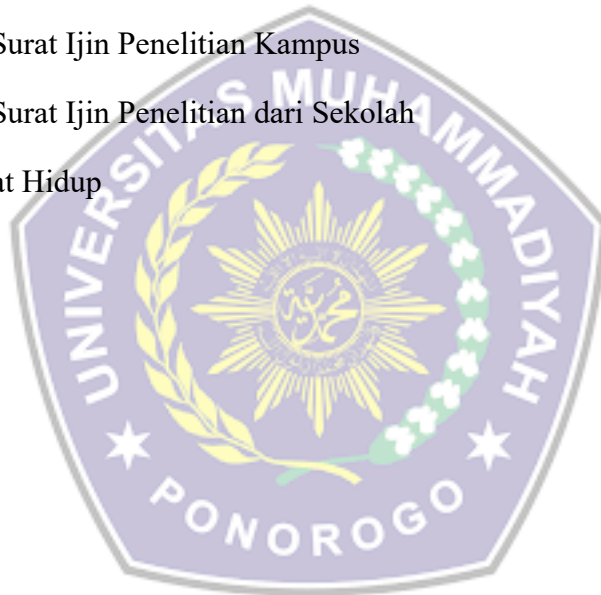 Surat Ijin Penelitian Kampus
Surat Ijin Penelitian dari Sekolah
at Hidup
UNIVERSITAS MUHAMMADIYAH
PONOROGO